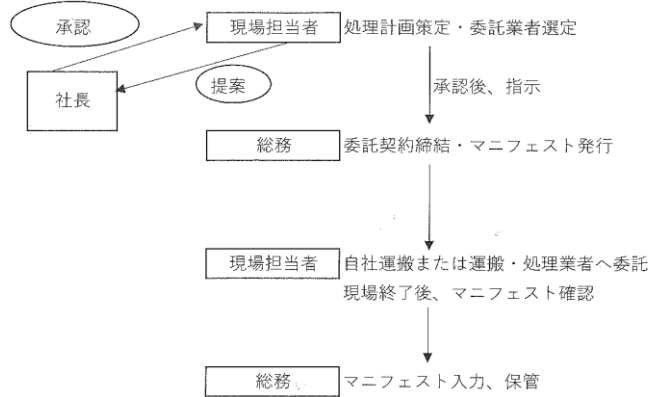 承認
現場担当者 処理計画策定・委託業者選定
提案
社長
承認後、指示
総務 委託契約締結・マニフェスト発行
現場担当者 自社運搬または運搬・処理業者へ委託
現場終了後、マニフェスト確認
総務 マニフェスト入力、保管